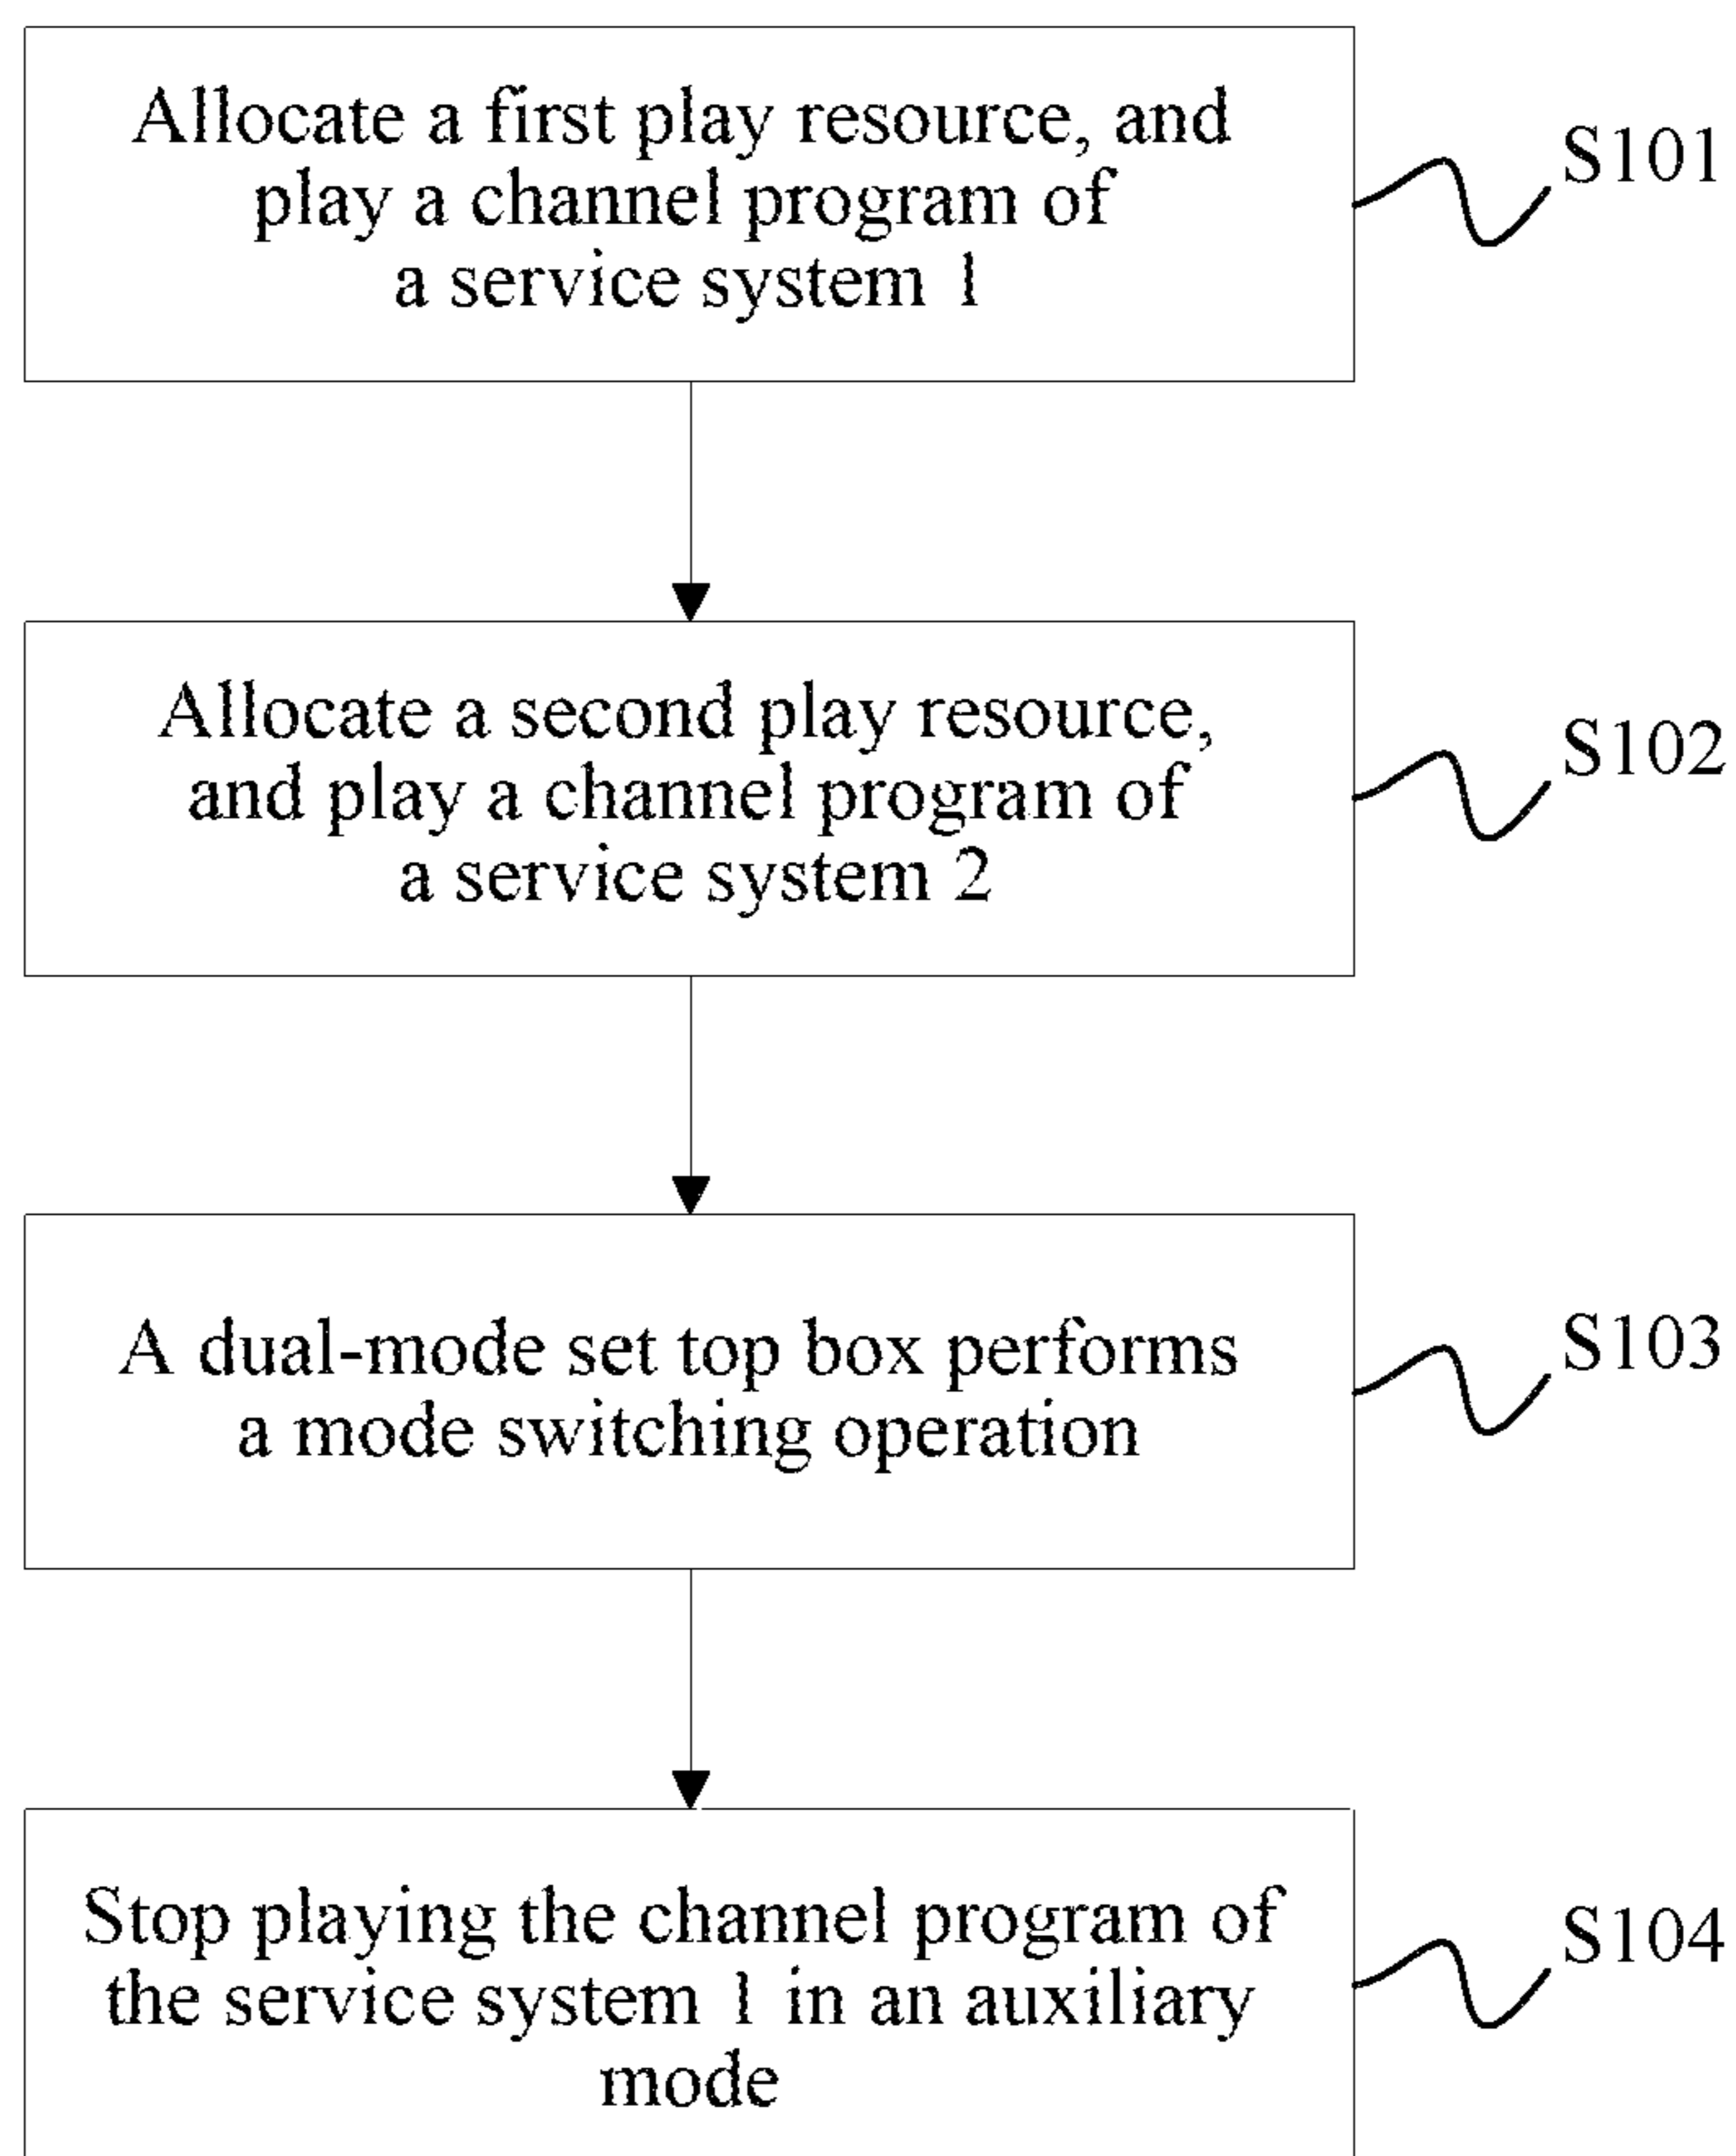 Allocate a first play resource, and
play a channel program of
a service system 1
S101
Allocate a second play resource,
and play a channel program of
a service system 2
S102
A dual-mode set top box performs
a mode switching operation
S103
Stop playing the channel program of
the service system 1 in an auxiliary
mode
S104